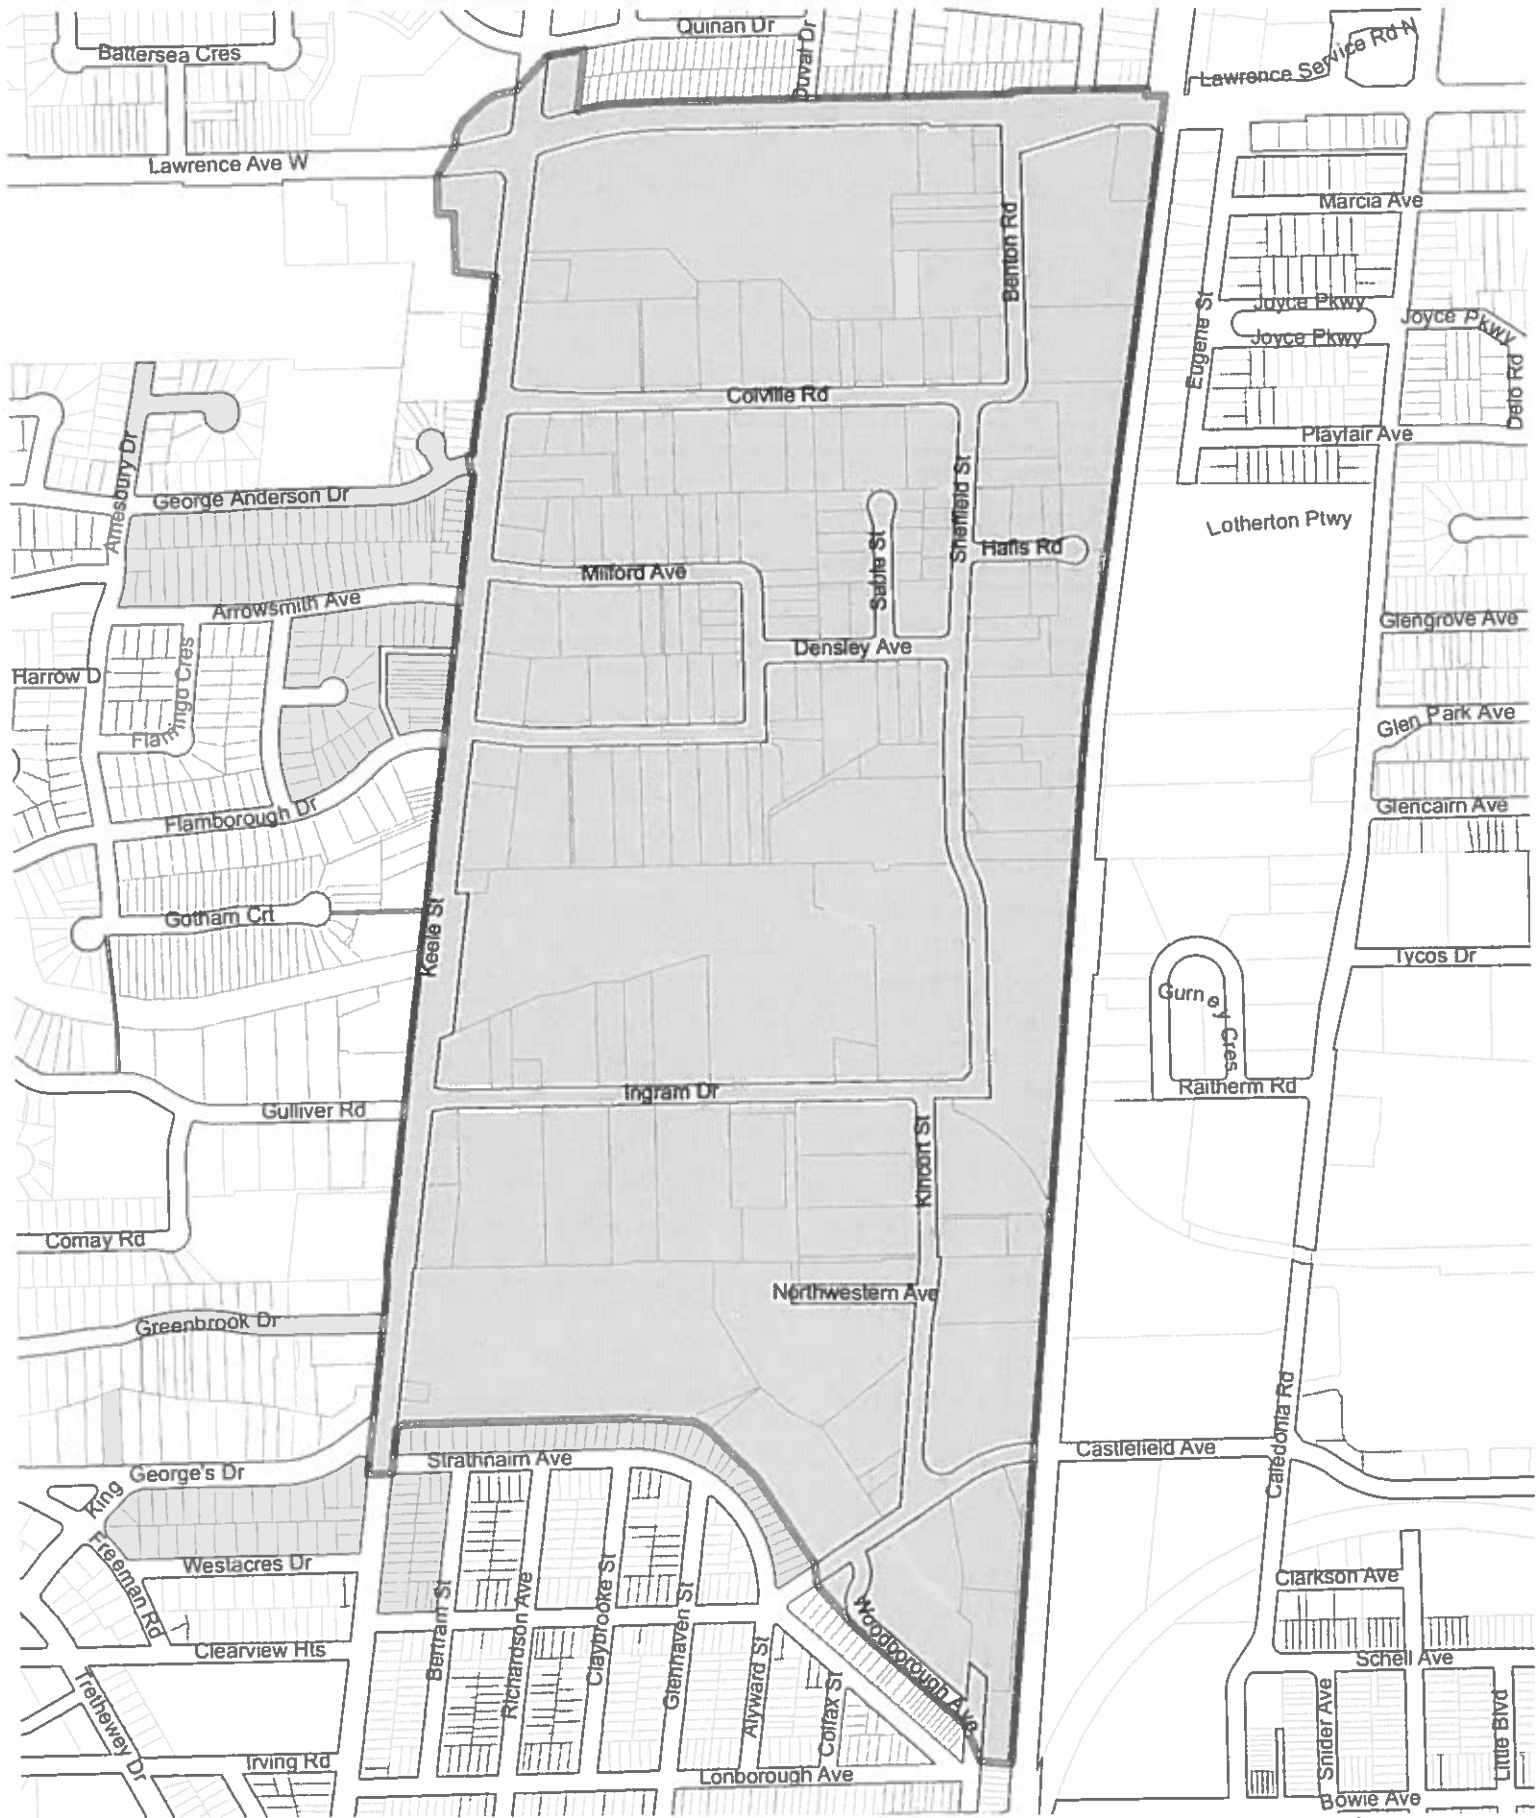 Quinan Dr
Battersea Cres
Duval Dr
Lawrence Service Rd N
Lawrence Ave W
Marcia Ave
Benton Rd
Eugene St
Joyce Pkwy
Joyce Pkwy
Joyce Pkwy
Delo Rd
Colville Rd
Playfair Ave
Amesbury Dr
George Anderson Dr
Sheffield St
Lotherton Ptwy
Hafis Rd
Sable St
Milford Ave
Arrowsmith Ave
Glengrove Ave
Densley Ave
Harrow D
Flamingo Cres
Flam
Glen Park Ave
Glencairn Ave
Flamborough Dr
Gotham Crt
Keele St
Tycos Dr
Gurney Cres
Raitherm Rd
Ingram Dr
Gulliver Rd
Kincort St
Comay Rd
Northwestern Ave
Greenbrook Dr
Caledonia Rd
Castlefield Ave
Strathnairn Ave
George's Dr
King
Freeman Rd
Westacres Dr
Clarkson Ave
Bertram St
Richardson Ave
Claybrooke St
Glenhaven St
Woodborough Ave
Clearview Hts
Schell Ave
Alyward St
Colfax St
Trethewey Dr
Snider Ave
Little Blvd
Irving Rd
Lonborough Ave
Bowie Ave